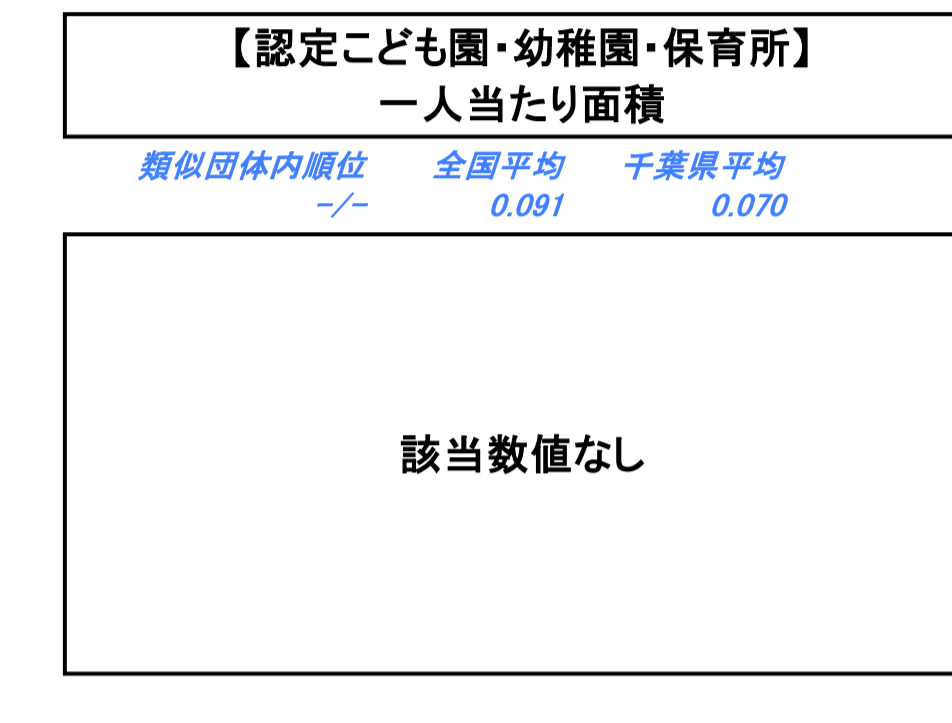 【認定こども園・幼稚園・保育所】
一人当たり面積
類似団体内順位 全国平均 千葉県平均
-/- 0.091 0.070
該当数値なし